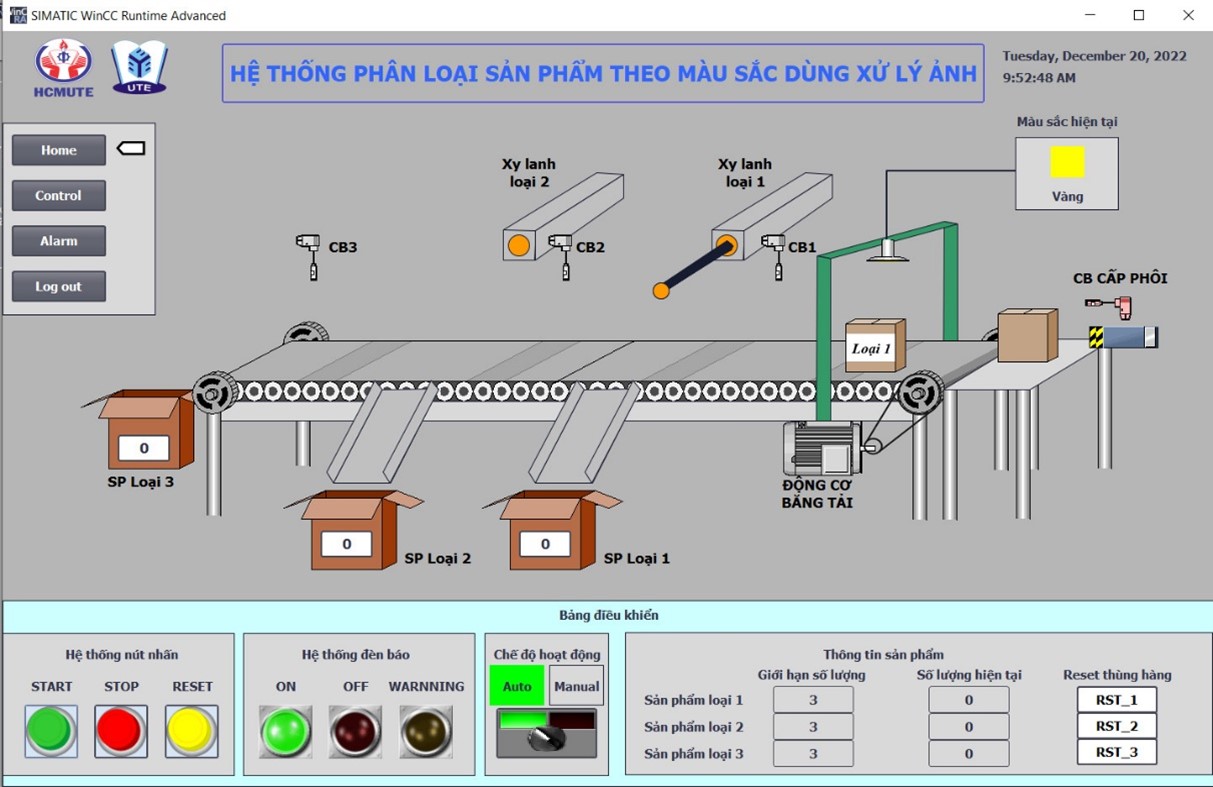 SIMATIC WinCC Runtime Advanced
HCMUTE
UTE
HỆ THỐNG PHÂN LOẠI SẢN PHẨM THEO MÀU SẮC DÙNG XỬ LÝ ẢNH
Tuesday, December 20, 2022
9:52:48 AM
Màu sắc hiện tại
Vàng
Home
Control
Alarm
Log out
Xy lanh
loại 2
Xy lanh
loại 1
CB3
CB2
CB1
CB CẤP PHÔI
Loại 1
0
SP Loại 3
ĐỘNG CƠ
BĂNG TẢI
0
SP Loại 2
0
SP Loại 1
Bảng điều khiển
Hệ thống nút nhấn
START STOP RESET
Hệ thống đèn báo
ON OFF WARNNING
Chế độ hoạt động
Auto Manual
Thông tin sản phẩm
Giới hạn số lượng Số lượng hiện tại Reset thùng hàng
Sản phẩm loại 1 3 0 RST_1
Sản phẩm loại 2 3 0 RST_2
Sản phẩm loại 3 3 0 RST_3